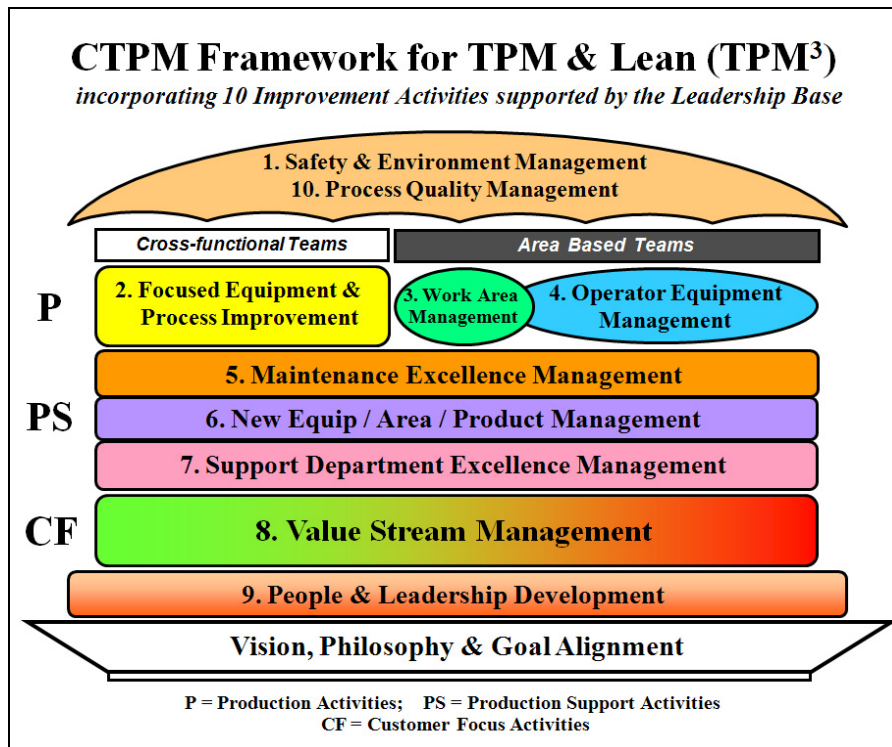 CTPM Framework for TPM & Lean (TPM³)
incorporating 10 Improvement Activities supported by the Leadership Base
1. Safety & Environment Management
10. Process Quality Management
Cross-functional Teams
Area Based Teams
P
2. Focused Equipment &
Process Improvement
3. Work Area
Management
4. Operator Equipment
Management
5. Maintenance Excellence Management
PS
6. New Equip / Area / Product Management
7. Support Department Excellence Management
CF
8. Value Stream Management
9. People & Leadership Development
Vision, Philosophy & Goal Alignment
P = Production Activities; PS = Production Support Activities
CF = Customer Focus Activities